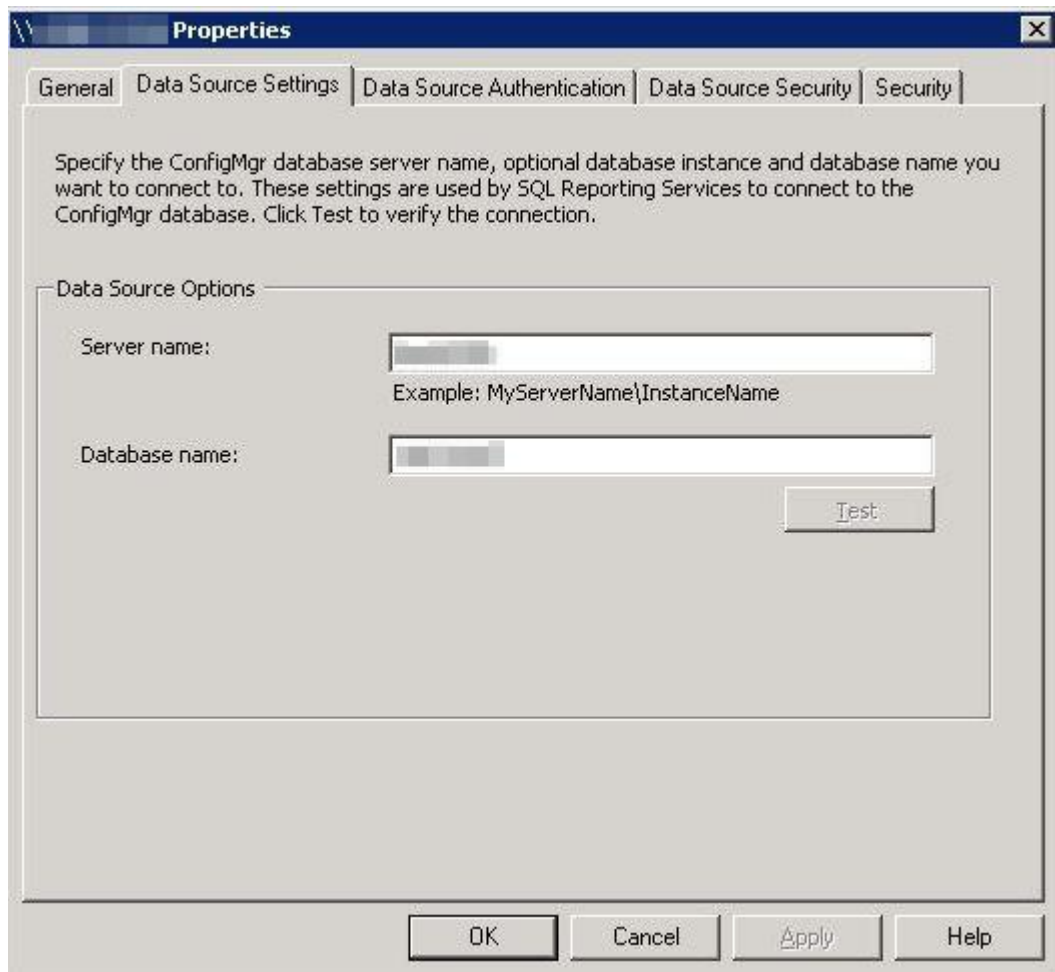 \\ Properties
General
Data Source Settings
Data Source Authentication
Data Source Security
Security
Specify the ConfigMgr database server name, optional database instance and database name you
want to connect to. These settings are used by SQL Reporting Services to connect to the
ConfigMgr database. Click Test to verify the connection.
Data Source Options
Server name:
Example: MyServerName\InstanceName
Database name:
Test
OK
Cancel
Apply
Help